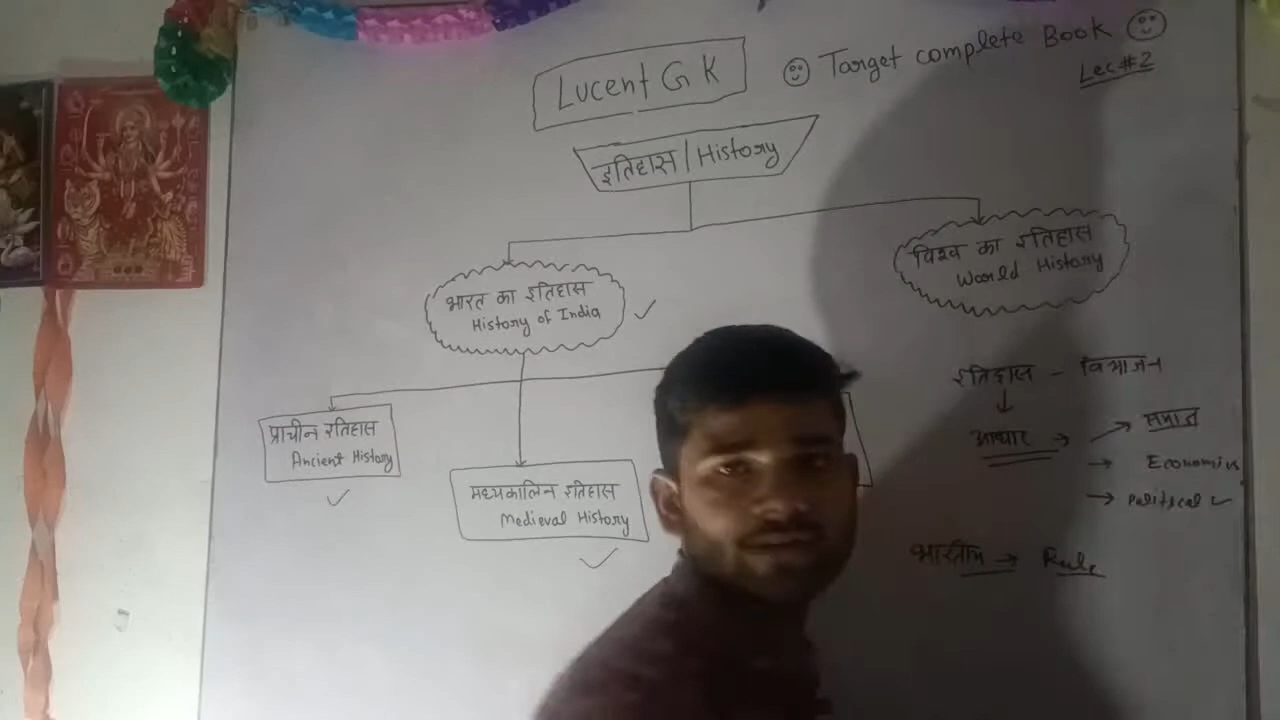 Lucent G K
Target complete Book
Lec#2
इतिहास | History
भारत का इतिहास
History of India
विश्व का इतिहास
World History
प्राचीन इतिहास
Ancient History
मध्यकालिन इतिहास
Medieval History
इतिहास - विभाजन
आधार
समाज
Economics
Political
भारतीय → Rule